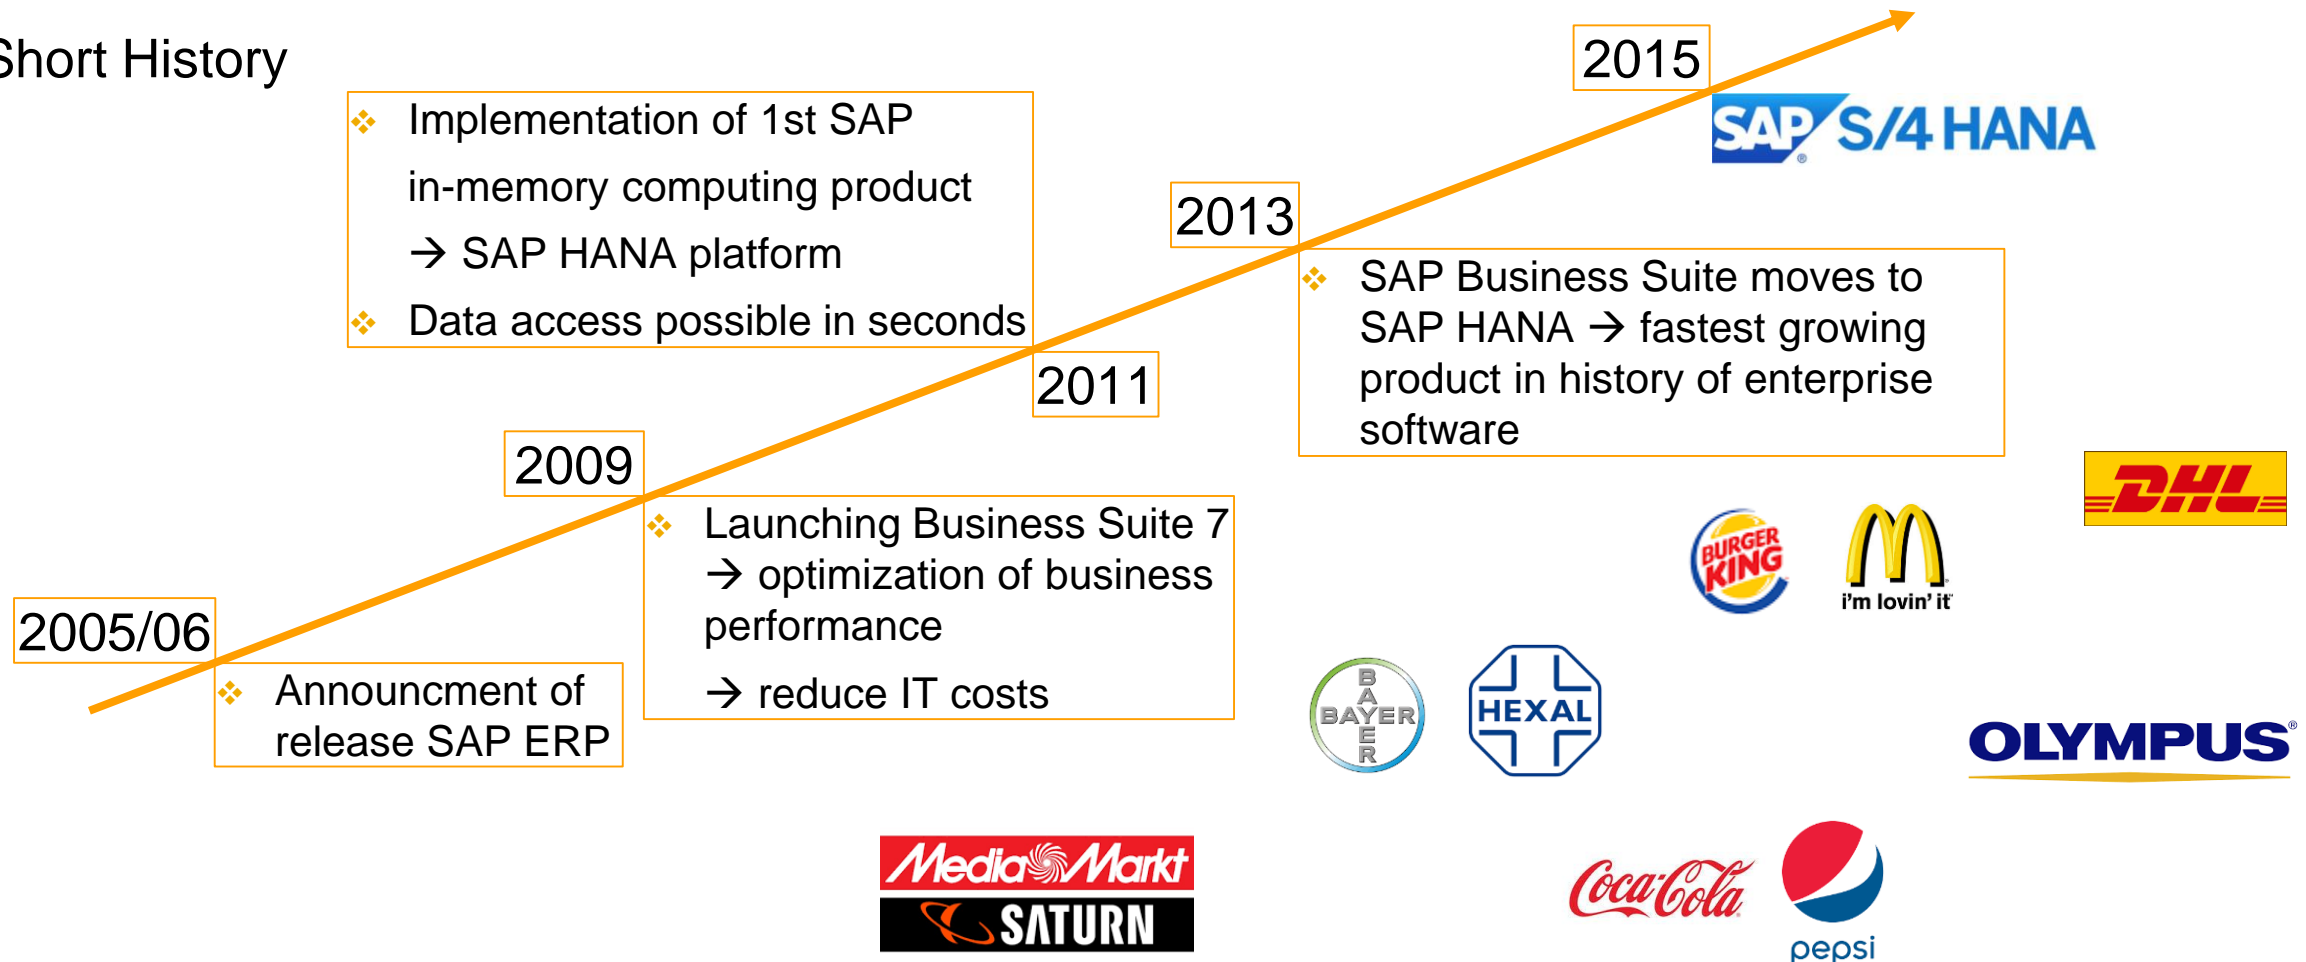 Short History
2015
SAP® S/4 HANA
❖ Implementation of 1st SAP
in-memory computing product
→ SAP HANA platform
❖ Data access possible in seconds
2013
❖ SAP Business Suite moves to
SAP HANA → fastest growing
product in history of enterprise
software
2011
2009
❖ Launching Business Suite 7
→ optimization of business
performance
→ reduce IT costs
2005/06
❖ Announcment of
release SAP ERP
DHL
BURGER
KING
i'm lovin' it
BAYER
BAYER
HEXAL
OLYMPUS®
Media Markt
SATURN
Coca-Cola
pepsi